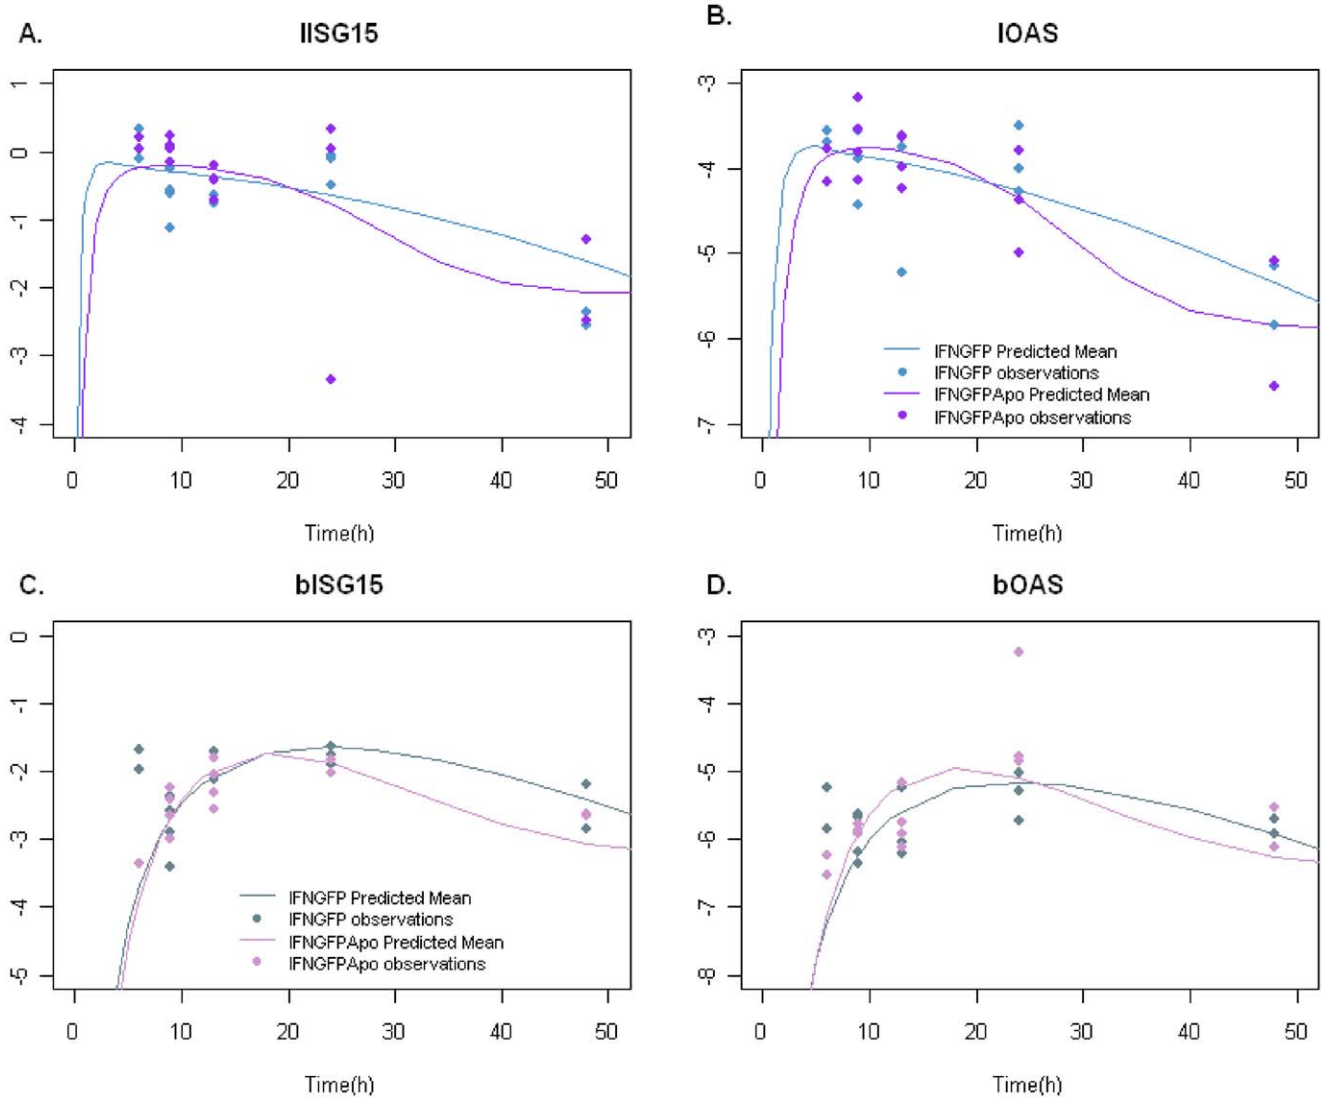 A.
lISG15
1
0
-1
-2
-3
-4
0 10 20 30 40 50
Time(h)
B.
lOAS
-3
-4
-5
-6
-7
IFNGFP Predicted Mean
IFNGFP observations
IFNGFPApo Predicted Mean
IFNGFPApo observations
0 10 20 30 40 50
Time(h)
C.
bISG15
0
-1
-2
-3
-4
-5
IFNGFP Predicted Mean
IFNGFP observations
IFNGFPApo Predicted Mean
IFNGFPApo observations
0 10 20 30 40 50
Time(h)
D.
bOAS
-3
-4
-5
-6
-7
-8
0 10 20 30 40 50
Time(h)